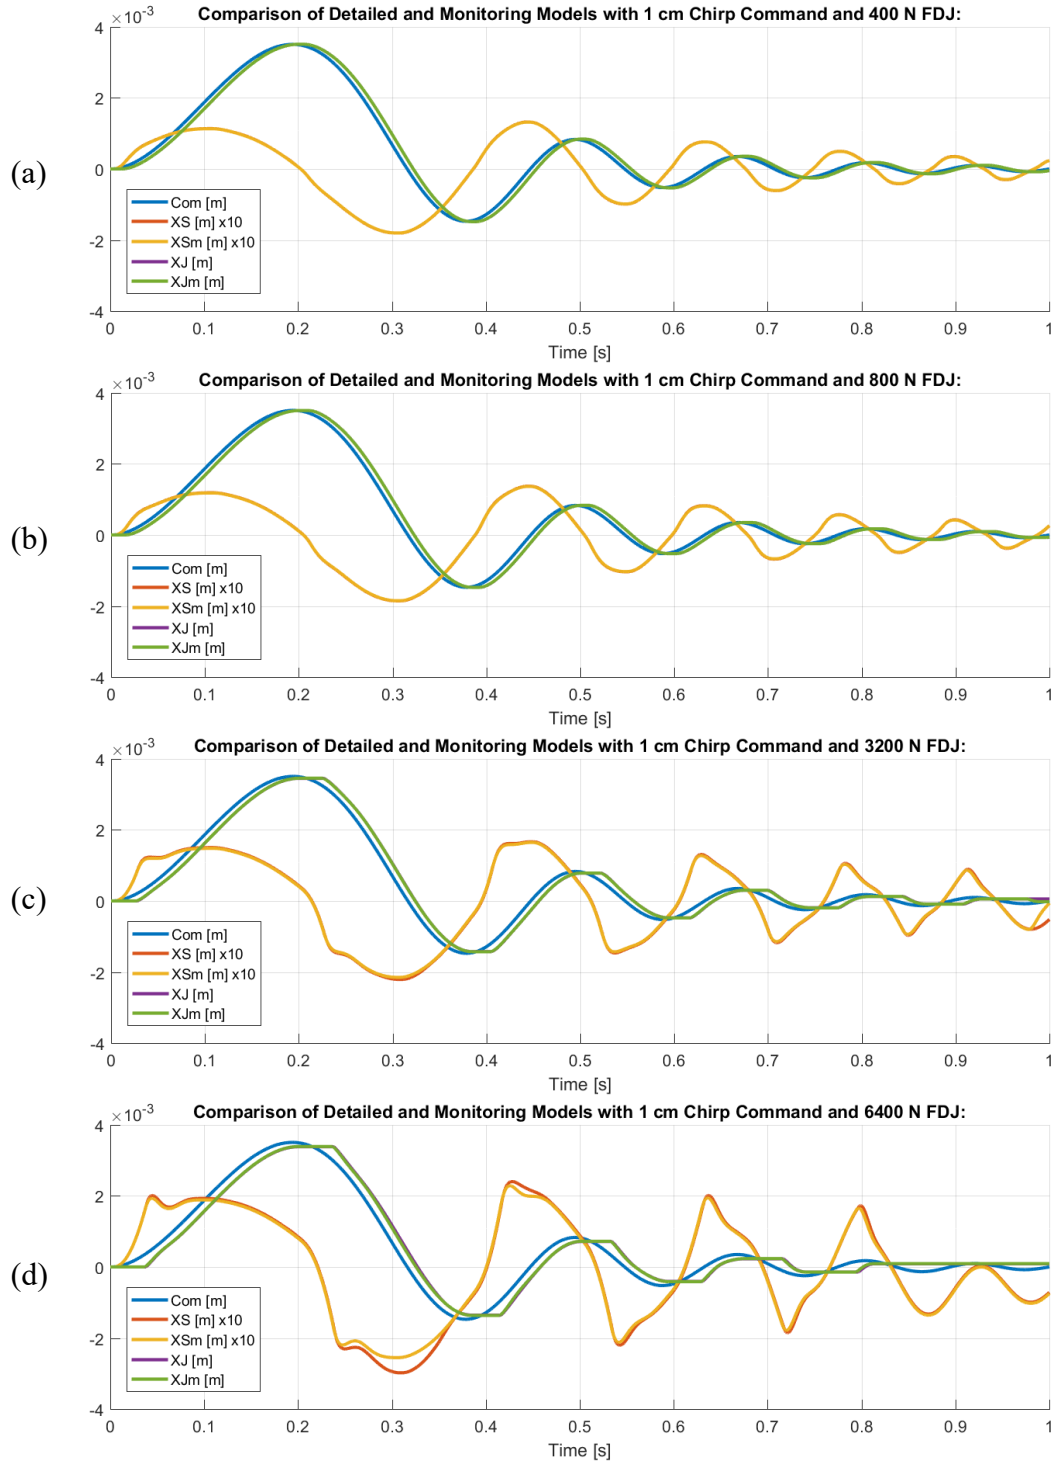 Comparison of Detailed and Monitoring Models with 1 cm Chirp Command and 400 N FDJ:
×10-3
4
2
0
-2
-4
(a)
Com [m]
XS [m] x10
XSm [m] x10
XJ [m]
XJm [m]
0 0.1 0.2 0.3 0.4 0.5 0.6 0.7 0.8 0.9 1
Time [s]
Comparison of Detailed and Monitoring Models with 1 cm Chirp Command and 800 N FDJ:
×10-3
4
2
0
-2
-4
(b)
Com [m]
XS [m] x10
XSm [m] x10
XJ [m]
XJm [m]
0 0.1 0.2 0.3 0.4 0.5 0.6 0.7 0.8 0.9 1
Time [s]
Comparison of Detailed and Monitoring Models with 1 cm Chirp Command and 3200 N FDJ:
×10-3
4
2
0
-2
-4
(c)
Com [m]
XS [m] x10
XSm [m] x10
XJ [m]
XJm [m]
0 0.1 0.2 0.3 0.4 0.5 0.6 0.7 0.8 0.9 1
Time [s]
Comparison of Detailed and Monitoring Models with 1 cm Chirp Command and 6400 N FDJ:
×10-3
4
2
0
-2
-4
(d)
Com [m]
XS [m] x10
XSm [m] x10
XJ [m]
XJm [m]
0 0.1 0.2 0.3 0.4 0.5 0.6 0.7 0.8 0.9 1
Time [s]